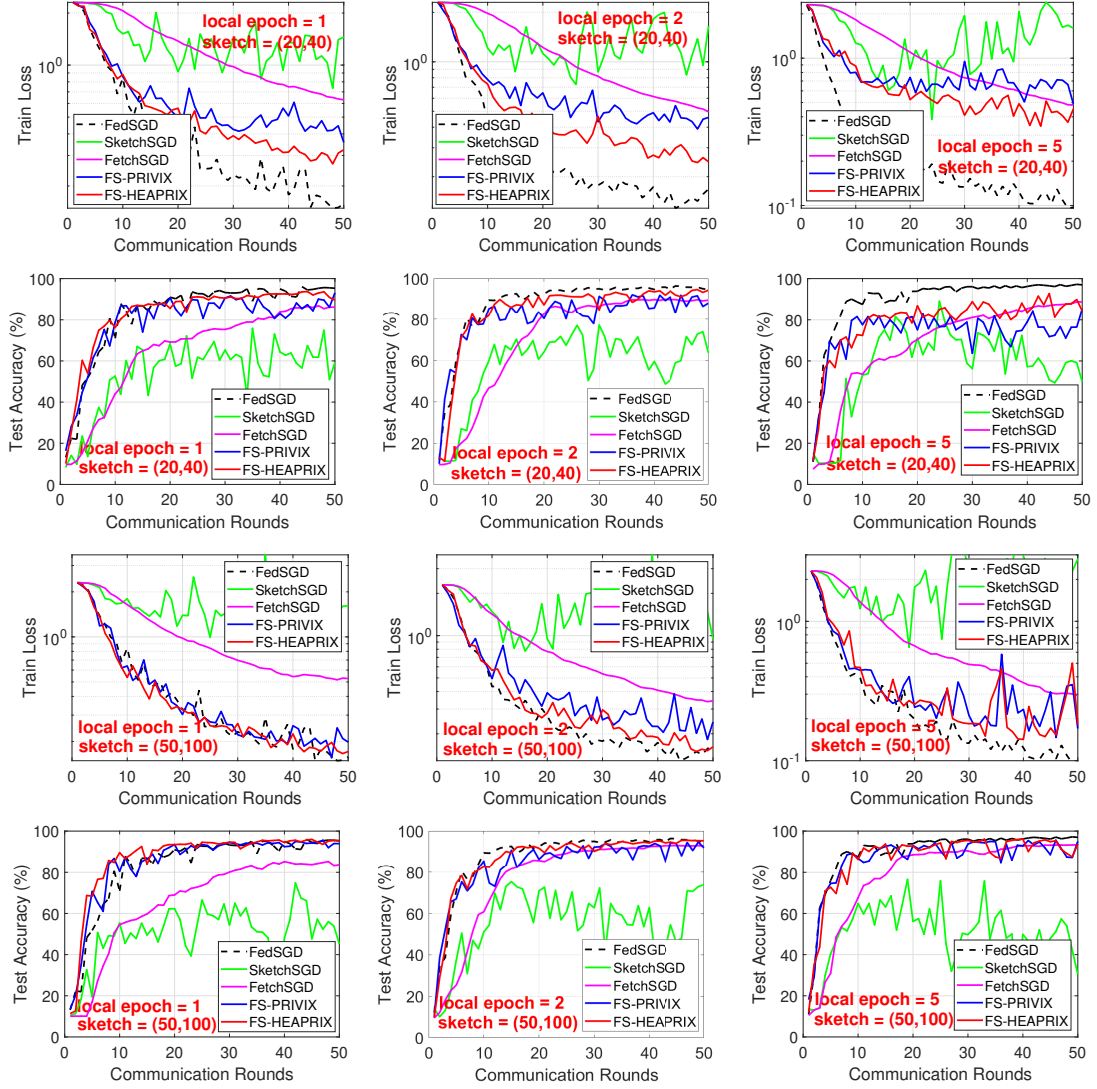 Train Loss
10^0
local epoch = 1
sketch = (20,40)
FedSGD
SketchSGD
FetchSGD
FS-PRIVIX
FS-HEAPRIX
0 10 20 30 40 50
Communication Rounds
Train Loss
10^0
local epoch = 2
sketch = (20,40)
FedSGD
SketchSGD
FetchSGD
FS-PRIVIX
FS-HEAPRIX
0 10 20 30 40 50
Communication Rounds
Train Loss
10^0
10^-1
FedSGD
SketchSGD
FetchSGD
FS-PRIVIX
FS-HEAPRIX
local epoch = 5
sketch = (20,40)
0 10 20 30 40 50
Communication Rounds
Test Accuracy (%)
100
80
60
40
20
0
FedSGD
SketchSGD
FetchSGD
FS-PRIVIX
FS-HEAPRIX
local epoch = 1
sketch = (20,40)
0 10 20 30 40 50
Communication Rounds
Test Accuracy (%)
100
80
60
40
20
0
FedSGD
SketchSGD
FetchSGD
FS-PRIVIX
FS-HEAPRIX
local epoch = 2
sketch = (20,40)
0 10 20 30 40 50
Communication Rounds
Test Accuracy (%)
100
80
60
40
20
0
FedSGD
SketchSGD
FetchSGD
FS-PRIVIX
FS-HEAPRIX
local epoch = 5
sketch = (20,40)
0 10 20 30 40 50
Communication Rounds
Train Loss
10^0
FedSGD
SketchSGD
FetchSGD
FS-PRIVIX
FS-HEAPRIX
local epoch = 1
sketch = (50,100)
0 10 20 30 40 50
Communication Rounds
Train Loss
10^0
FedSGD
SketchSGD
FetchSGD
FS-PRIVIX
FS-HEAPRIX
local epoch = 2
sketch = (50,100)
0 10 20 30 40 50
Communication Rounds
Train Loss
10^0
10^-1
FedSGD
SketchSGD
FetchSGD
FS-PRIVIX
FS-HEAPRIX
local epoch = 5
sketch = (50,100)
0 10 20 30 40 50
Communication Rounds
Test Accuracy (%)
100
80
60
40
20
0
FedSGD
SketchSGD
FetchSGD
FS-PRIVIX
FS-HEAPRIX
local epoch = 1
sketch = (50,100)
0 10 20 30 40 50
Communication Rounds
Test Accuracy (%)
100
80
60
40
20
0
FedSGD
SketchSGD
FetchSGD
FS-PRIVIX
FS-HEAPRIX
local epoch = 2
sketch = (50,100)
0 10 20 30 40 50
Communication Rounds
Test Accuracy (%)
100
80
60
40
20
0
FedSGD
SketchSGD
FetchSGD
FS-PRIVIX
FS-HEAPRIX
local epoch = 5
sketch = (50,100)
0 10 20 30 40 50
Communication Rounds